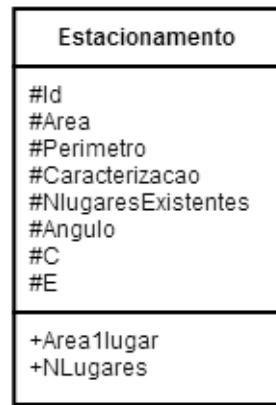 Estacionamento
#Id
#Area
#Perimetro
#Caracterizacao
#NlugaresExistentes
#Angulo
#C
#E
+Area1lugar
+NLugares